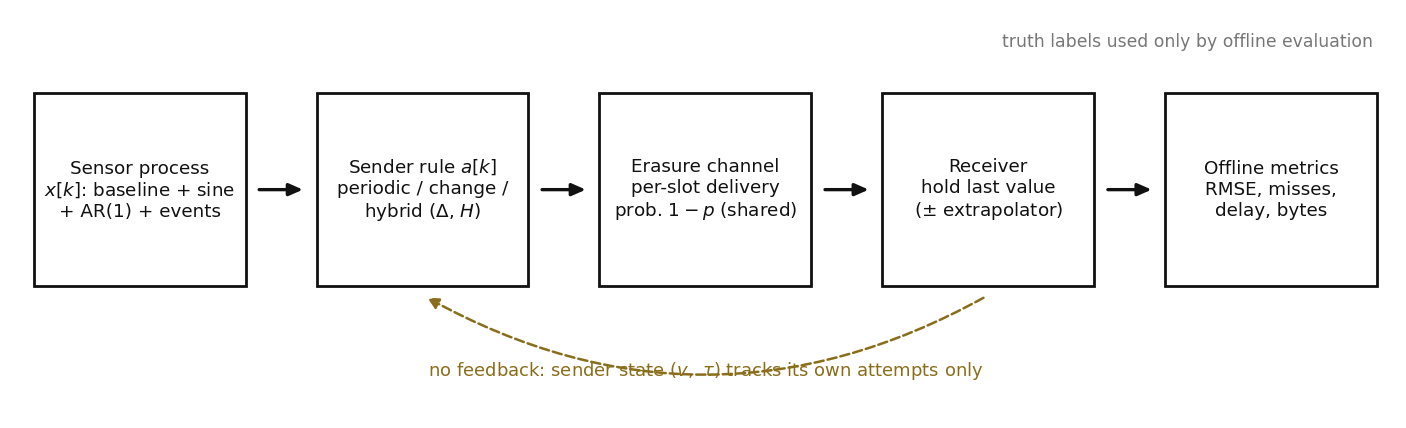 truth labels used only by offline evaluation
Sensor process
x[k]: baseline + sine
+ AR(1) + events
Sender rule a[k]
periodic / change /
hybrid (Δ, H)
Erasure channel
per-slot delivery
prob. 1 − p (shared)
Receiver
hold last value
(± extrapolator)
Offline metrics
RMSE, misses,
delay, bytes
no feedback: sender state (v, τ) tracks its own attempts only